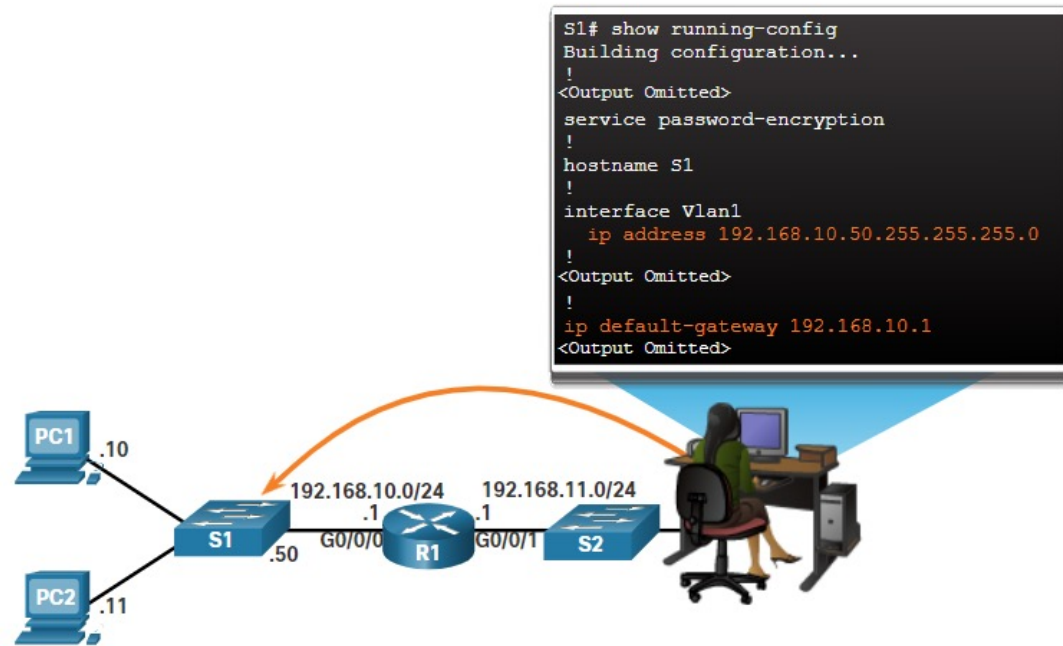 S1# show running-config
Building configuration...
!
<Output Omitted>
service password-encryption
!
hostname S1
!
interface Vlan1
ip address 192.168.10.50.255.255.255.0
!
<Output Omitted>
!
ip default-gateway 192.168.10.1
<Output Omitted>
PC1
.10
192.168.10.0/24
192.168.11.0/24
.1
.1
S1
.50
G0/0/0
R1
G0/0/1
S2
PC2
.11